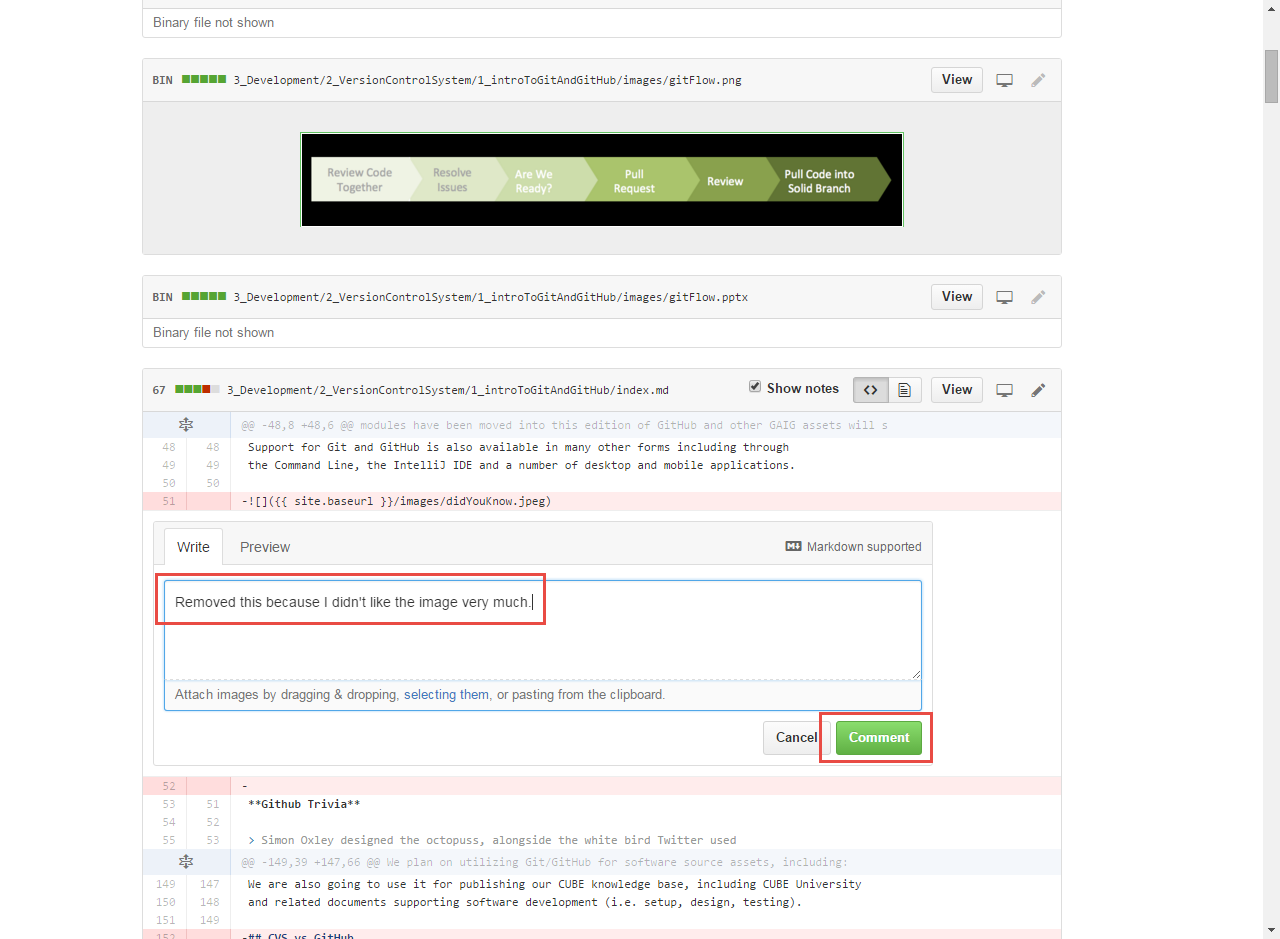 Binary file not shown
BIN 3_Development/2_VersionControlSystem/1_introToGitAndGitHub/images/gitFlow.png View
Review Code Together
Resolve Issues
Are We Ready?
Pull Request
Review
Pull Code into Solid Branch
BIN 3_Development/2_VersionControlSystem/1_introToGitAndGitHub/images/gitFlow.pptx View
Binary file not shown
67 3_Development/2_VersionControlSystem/1_introToGitAndGitHub/index.md Show notes <> View
@@ -48,8 +48,6 @@ modules have been moved into this edition of GitHub and other GAIG assets will s
48 48 Support for Git and GitHub is also available in many other forms including through
49 49 the Command Line, the IntelliJ IDE and a number of desktop and mobile applications.
50 50
51 -![]({{ site.baseurl }}/images/didYouKnow.jpeg)
Write Preview Markdown supported
Removed this because I didn't like the image very much.
Attach images by dragging & dropping, selecting them, or pasting from the clipboard.
Cancel Comment
52 -
53 51 **Github Trivia**
54 52
55 53 > Simon Oxley designed the octopuss, alongside the white bird Twitter used
@@ -149,39 +147,66 @@ We plan on utilizing Git/GitHub for software source assets, including:
149 147 We are also going to use it for publishing our CUBE knowledge base, including CUBE University
150 148 and related documents supporting software development (i.e. setup, design, testing).
151 149
152 -## CVS vs GitHub